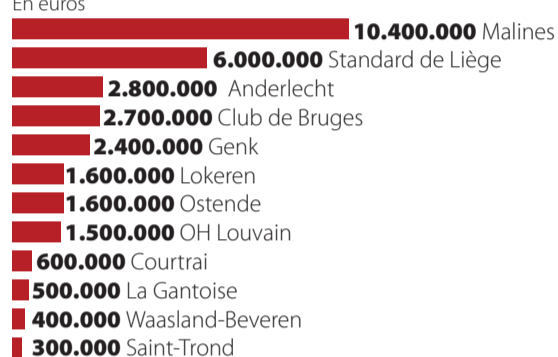 En euros
10.400.000 Malines
6.000.000 Standard de Liège
2.800.000 Anderlecht
2.700.000 Club de Bruges
2.400.000 Genk
1.600.000 Lokeren
1.600.000 Ostende
1.500.000 OH Louvain
600.000 Courtrai
500.000 La Gantoise
400.000 Waasland-Beveren
300.000 Saint-Trond